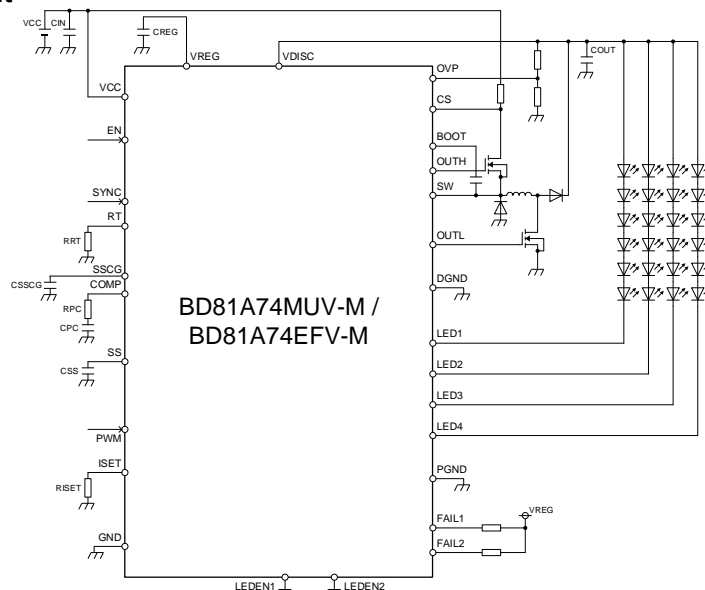 VCC CIN
CREG
VREG VDISC
COUT
VCC
EN
SYNC
RT
RRT
SSCG
CSSCG
COMP
RPC
CPC
SS
CSS
PWM
ISET
RISET
GND
BD81A74MUV-M /
BD81A74EFV-M
OVP
CS
BOOT
OUTH
SW
OUTL
DGND
LED1
LED2
LED3
LED4
PGND
VREG
FAIL1
FAIL2
LEDEN1 LEDEN2